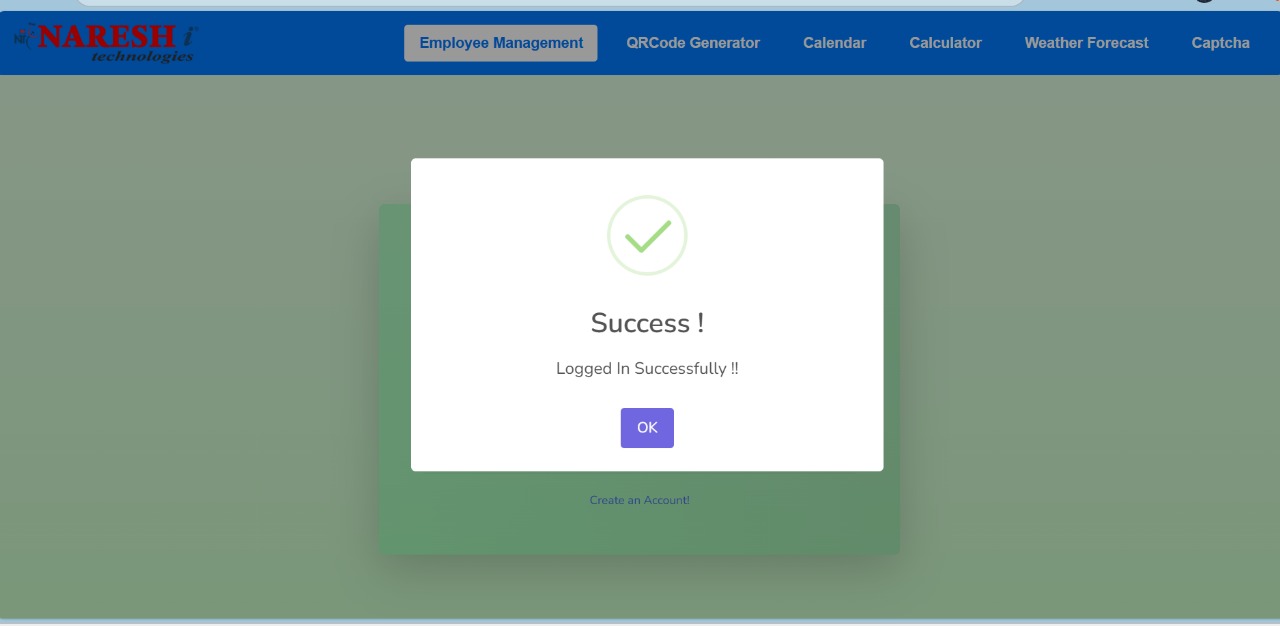 NARESH i
technologies
Employee Management QRCode Generator Calendar Calculator Weather Forecast Captcha
Success !
Logged In Successfully !!
OK
Create an Account!